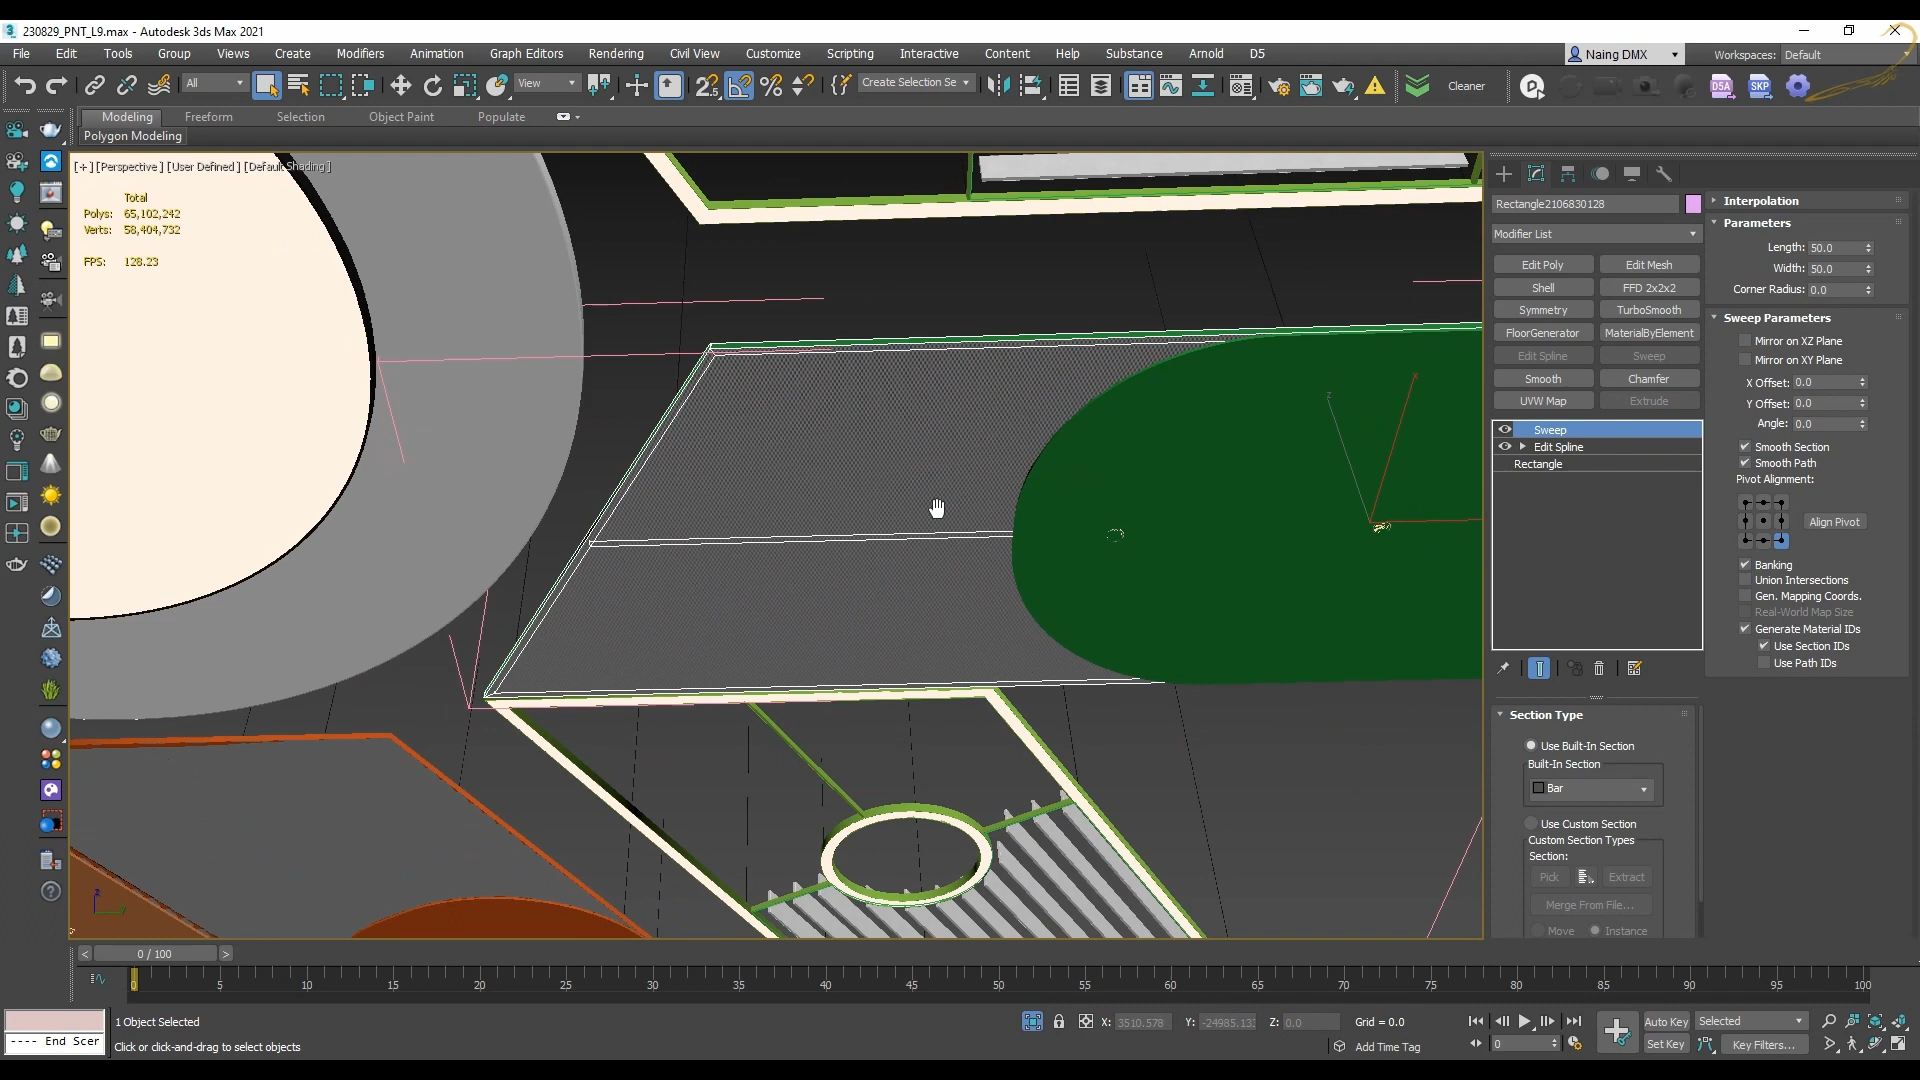 230829_PNT_L9.max - Autodesk 3ds Max 2021
File Edit Tools Group Views Create Modifiers Animation Graph Editors Rendering Civil View Customize Scripting Interactive Content Help Substance Arnold D5
Naing DMX
Workspaces: Default
All
View
Create Selection Se
Cleaner
D5A
SKP
Modeling Freeform Selection Object Paint Populate
Polygon Modeling
[+] [Perspective] [User Defined] [Default Shading]
Total
Polys: 65,102,242
Verts: 58,404,732
FPS: 128.23
Rectangle2106830128
Modifier List
Edit Poly Edit Mesh
Shell FFD 2x2x2
Symmetry TurboSmooth
FloorGenerator MaterialByElement
Edit Spline Sweep
Smooth Chamfer
UVW Map Extrude
Sweep
Edit Spline
Rectangle
Section Type
Use Built-In Section
Built-In Section
Bar
Use Custom Section
Custom Section Types
Section:
Pick Extract
Merge From File...
Move Instance
Interpolation
Parameters
Length: 50.0
Width: 50.0
Corner Radius: 0.0
Sweep Parameters
Mirror on XZ Plane
Mirror on XY Plane
X Offset: 0.0
Y Offset: 0.0
Angle: 0.0
Smooth Section
Smooth Path
Pivot Alignment:
Align Pivot
Banking
Union Intersections
Gen. Mapping Coords.
Real-World Map Size
Generate Material IDs
Use Section IDs
Use Path IDs
0 / 100
0 5 10 15 20 25 30 35 40 45 50 55 60 65 70 75 80 85 90 95 100
---- End Scer
1 Object Selected
Click or click-and-drag to select objects
X: 3510.578 Y: -24985.13 Z: 0.0 Grid = 0.0
Add Time Tag
0
Auto Key Selected
Set Key Key Filters...